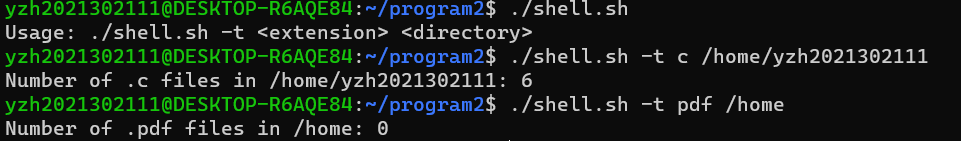 yzh2021302111@DESKTOP-R6AQE84:~/program2$ ./shell.sh
Usage: ./shell.sh -t <extension> <directory>
yzh2021302111@DESKTOP-R6AQE84:~/program2$ ./shell.sh -t c /home/yzh2021302111
Number of .c files in /home/yzh2021302111: 6
yzh2021302111@DESKTOP-R6AQE84:~/program2$ ./shell.sh -t pdf /home
Number of .pdf files in /home: 0